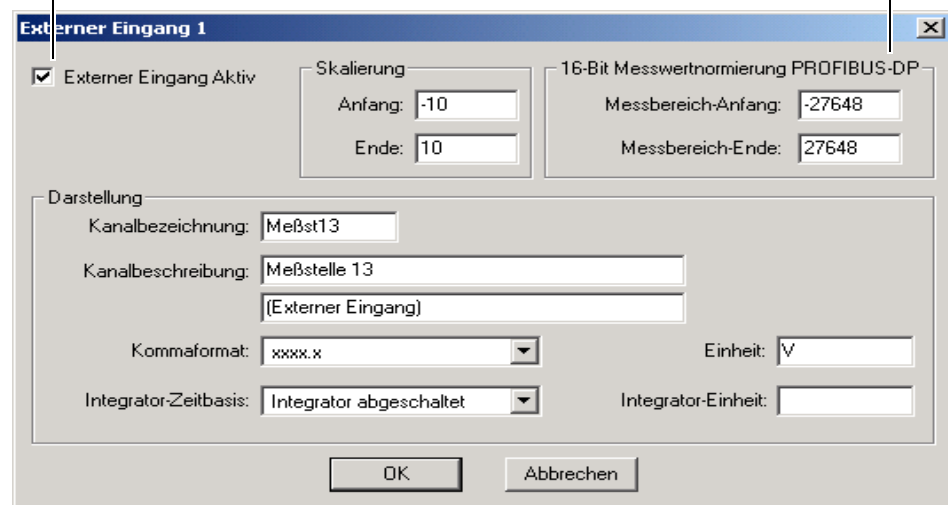 Externer Eingang 1
Externer Eingang Aktiv
Skalierung
Anfang: -10
Ende: 10
16-Bit Messwertnormierung PROFIBUS-DP
Messbereich-Anfang: -27648
Messbereich-Ende: 27648
Darstellung
Kanalbezeichnung: Meßst13
Kanalbeschreibung: Meßstelle 13
(Externer Eingang)
Kommaformat: xxxx.x
Einheit: V
Integrator-Zeitbasis: Integrator abgeschaltet
Integrator-Einheit:
OK
Abbrechen